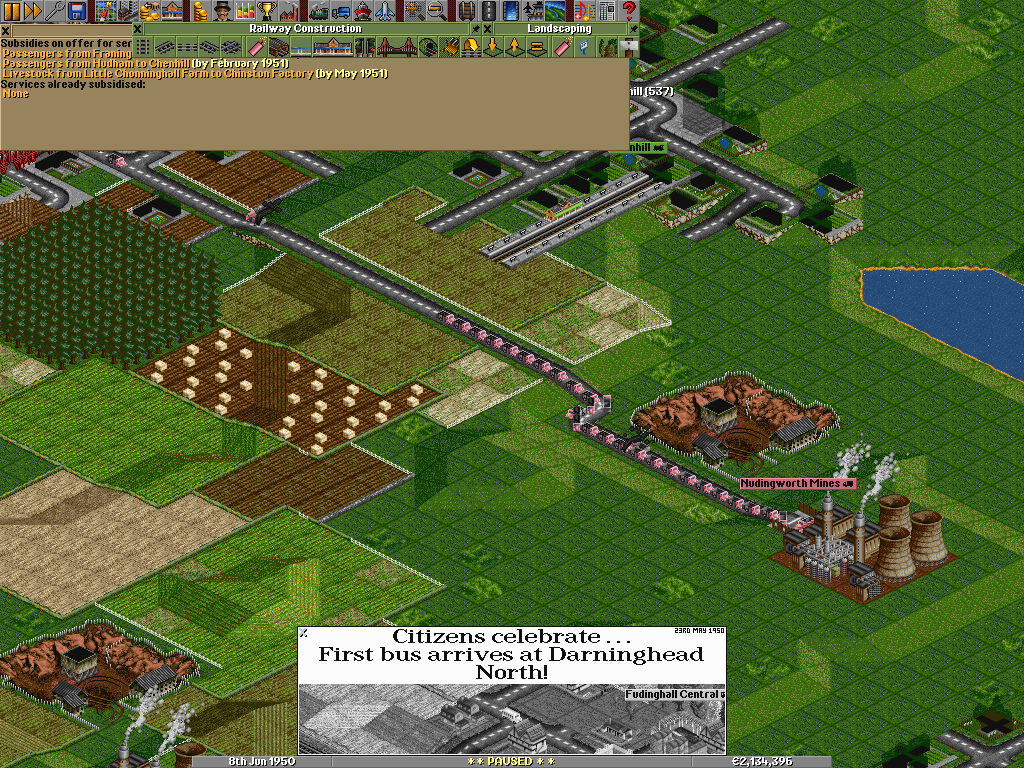 Railway Construction
Landscaping
Subsidies on offer for ser
Passengers from Framing
Passengers from Hodham to Chenhill (by February 1951)
Livestock from Little Chonninghall Farm to Chinston Factory (by May 1951)
Services already subsidised:
None
hill (537)
nhill
Nudingworth Mines
23RD MAY 1950
Citizens celebrate . . .
First bus arrives at Darninghead
North!
Fudinghall Central
8th Jun 1950
* * PAUSED * *
€2,134,396